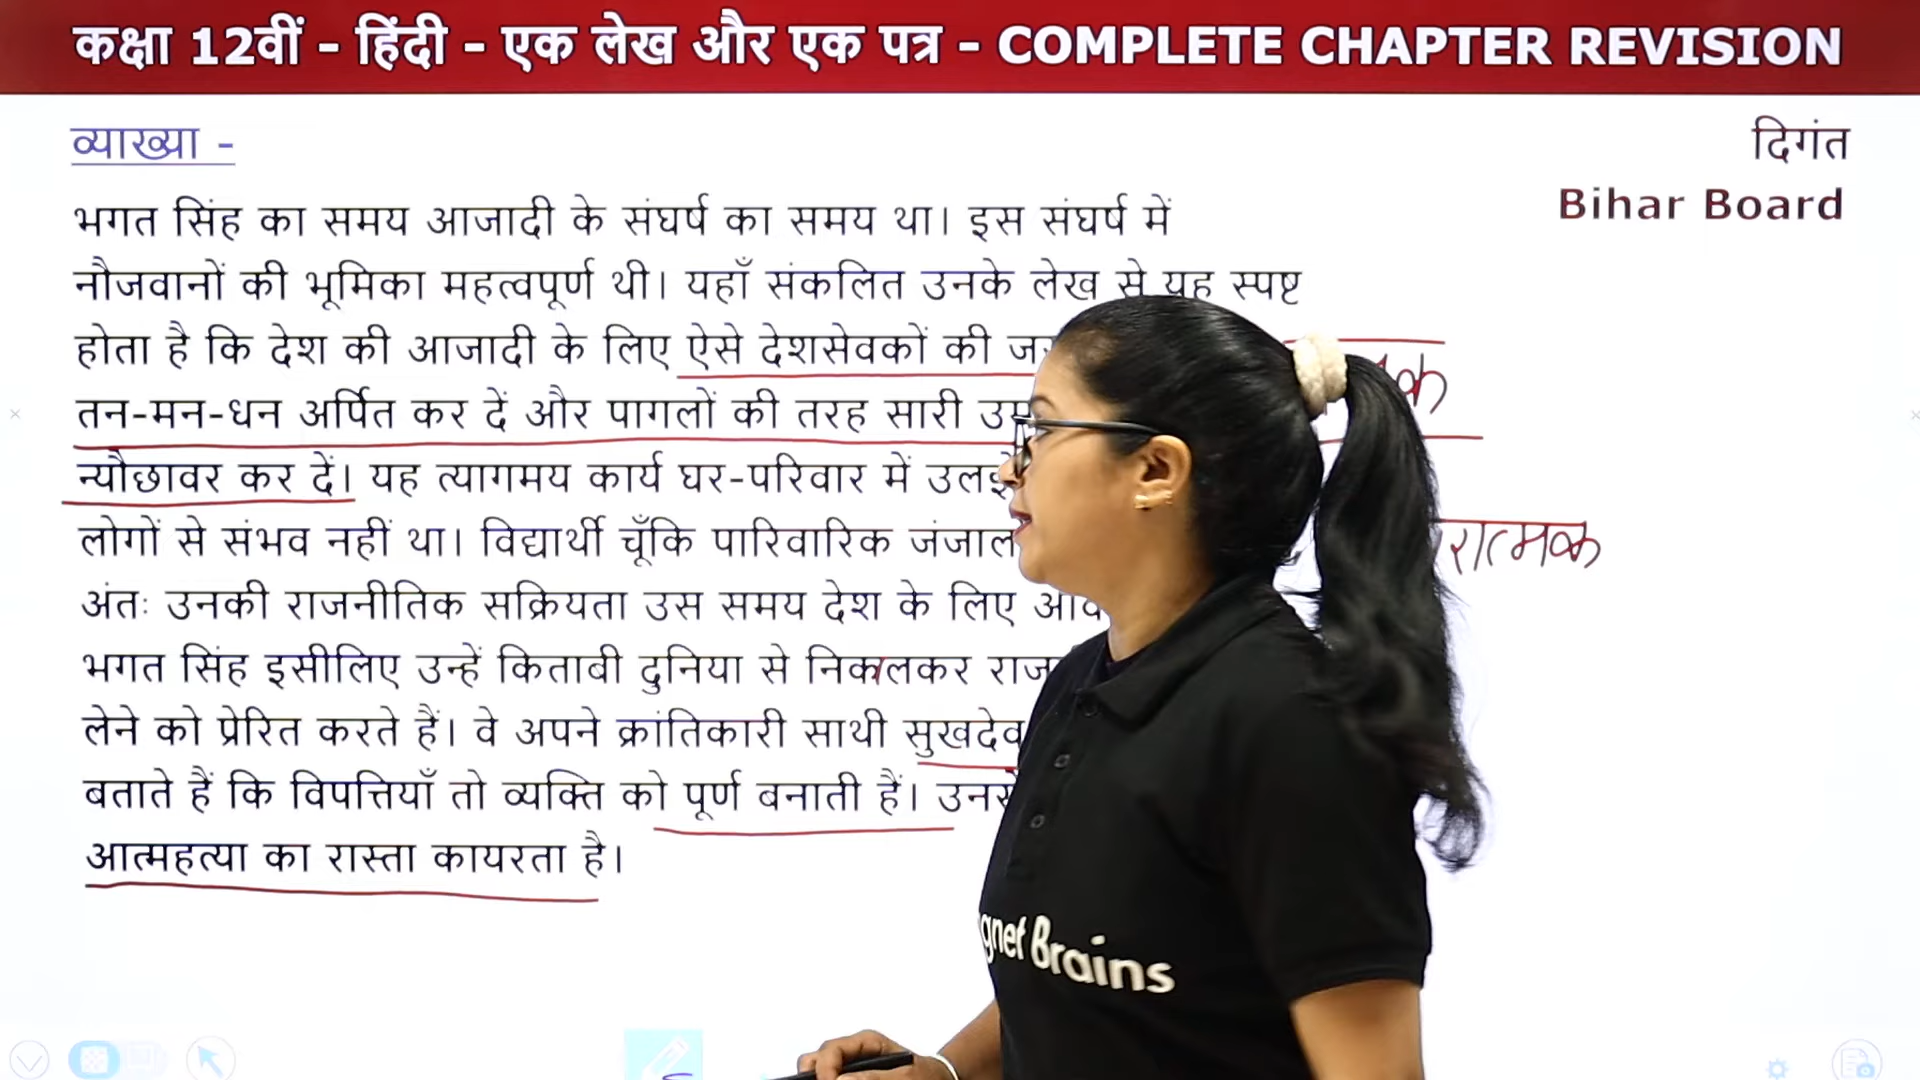 कक्षा 12वीं - हिंदी - एक लेख और एक पत्र - COMPLETE CHAPTER REVISION
व्याख्या -
दिगंत
Bihar Board
भगत सिंह का समय आजादी के संघर्ष का समय था। इस संघर्ष में
नौजवानों की भूमिका महत्वपूर्ण थी। यहाँ संकलित उनके लेख से यह स्पष्ट
होता है कि देश की आजादी के लिए ऐसे देशसेवकों की
तन-मन-धन अर्पित कर दें और पागलों की तरह सारी
न्यौछावर कर दें। यह त्यागमय कार्य घर-परिवार में
लोगों से संभव नहीं था। विद्यार्थी चूँकि पारिवारिक जंजाल
अंतः उनकी राजनीतिक सक्रियता उस समय देश के लिए
भगत सिंह इसीलिए उन्हें किताबी दुनिया से निकालकर
लेने को प्रेरित करते हैं। वे अपने क्रांतिकारी साथी सुखदेव
बताते हैं कि विपत्तियाँ तो व्यक्ति को पूर्ण बनाती हैं।
आत्महत्या का रास्ता कायरता है।
gnet Brains